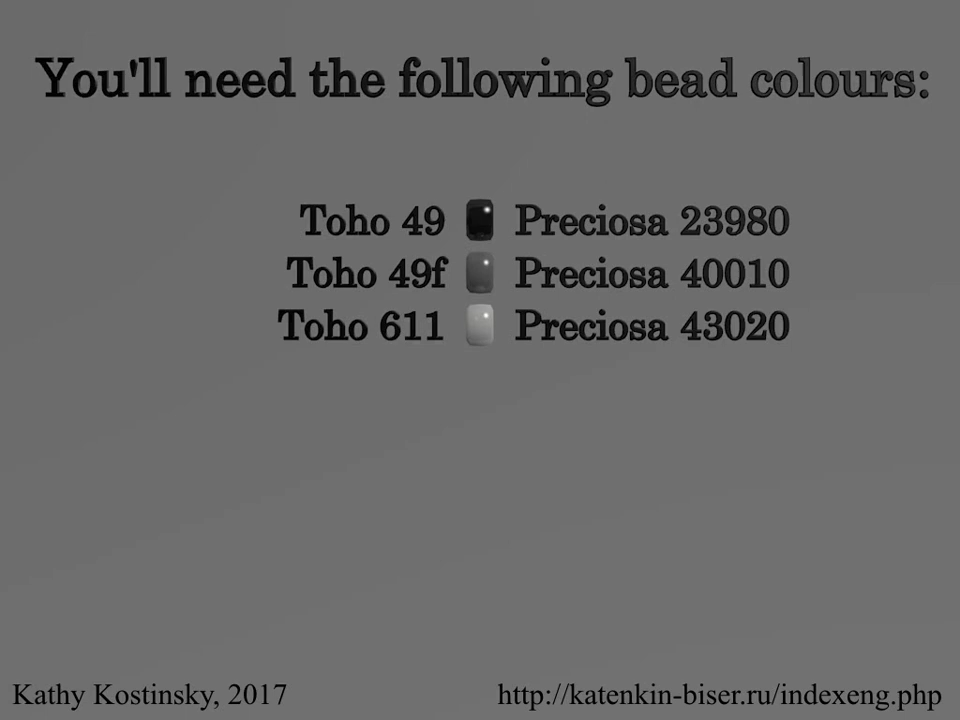 You'll need the following bead colours:
Toho 49 Preciosa 23980
Toho 49f Preciosa 40010
Toho 611 Preciosa 43020
Kathy Kostinsky, 2017 http://katenkin-biser.ru/indexeng.php